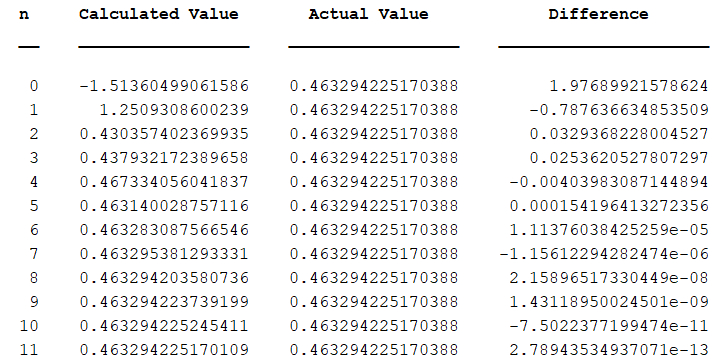 n Calculated Value Actual Value Difference
0 -1.51360499061586 0.463294225170388 1.97689921578624
1 1.2509308600239 0.463294225170388 -0.787636634853509
2 0.430357402369935 0.463294225170388 0.0329368228004527
3 0.437932172389658 0.463294225170388 0.0253620527807297
4 0.467334056041837 0.463294225170388 -0.00403983087144894
5 0.463140028757116 0.463294225170388 0.000154196413272356
6 0.463283087566546 0.463294225170388 1.11376038425259e-05
7 0.463295381293331 0.463294225170388 -1.15612294282474e-06
8 0.463294203580736 0.463294225170388 2.15896517330449e-08
9 0.463294223739199 0.463294225170388 1.43118950024501e-09
10 0.463294225245411 0.463294225170388 -7.5022377199474e-11
11 0.463294225170109 0.463294225170388 2.78943534937071e-13